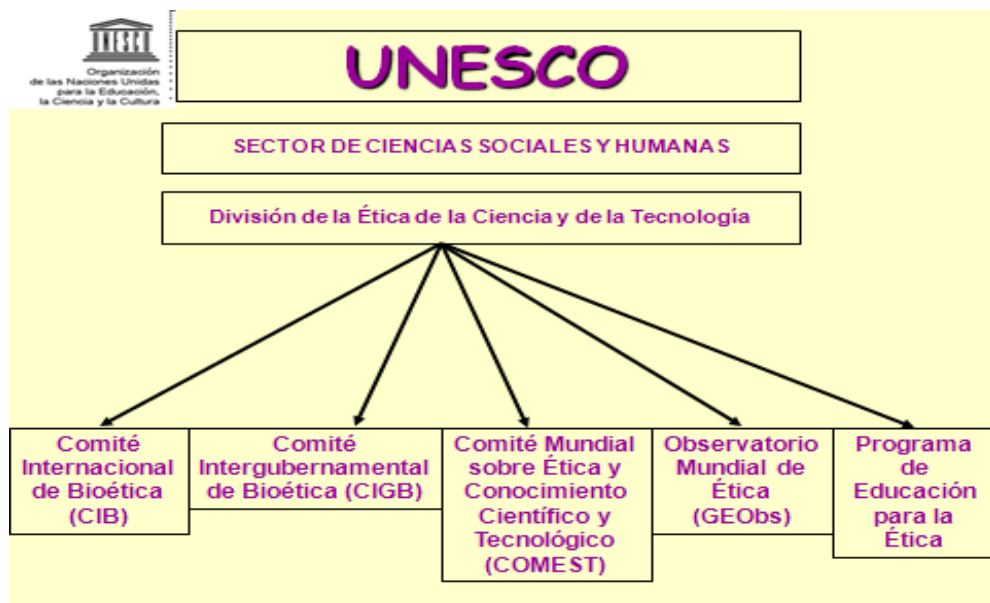 UNESCO
Organización
de las Naciones Unidas
para la Educación,
la Ciencia y la Cultura
UNESCO
SECTOR DE CIENCIAS SOCIALES Y HUMANAS
División de la Ética de la Ciencia y de la Tecnología
Comité
Internacional
de Bioética
(CIB)
Comité
Intergubernamental
de Bioética (CIGB)
Comité Mundial
sobre Ética y
Conocimiento
Científico y
Tecnológico
(COMEST)
Observatorio
Mundial de
Ética
(GEObs)
Programa
de
Educación
para la
Ética